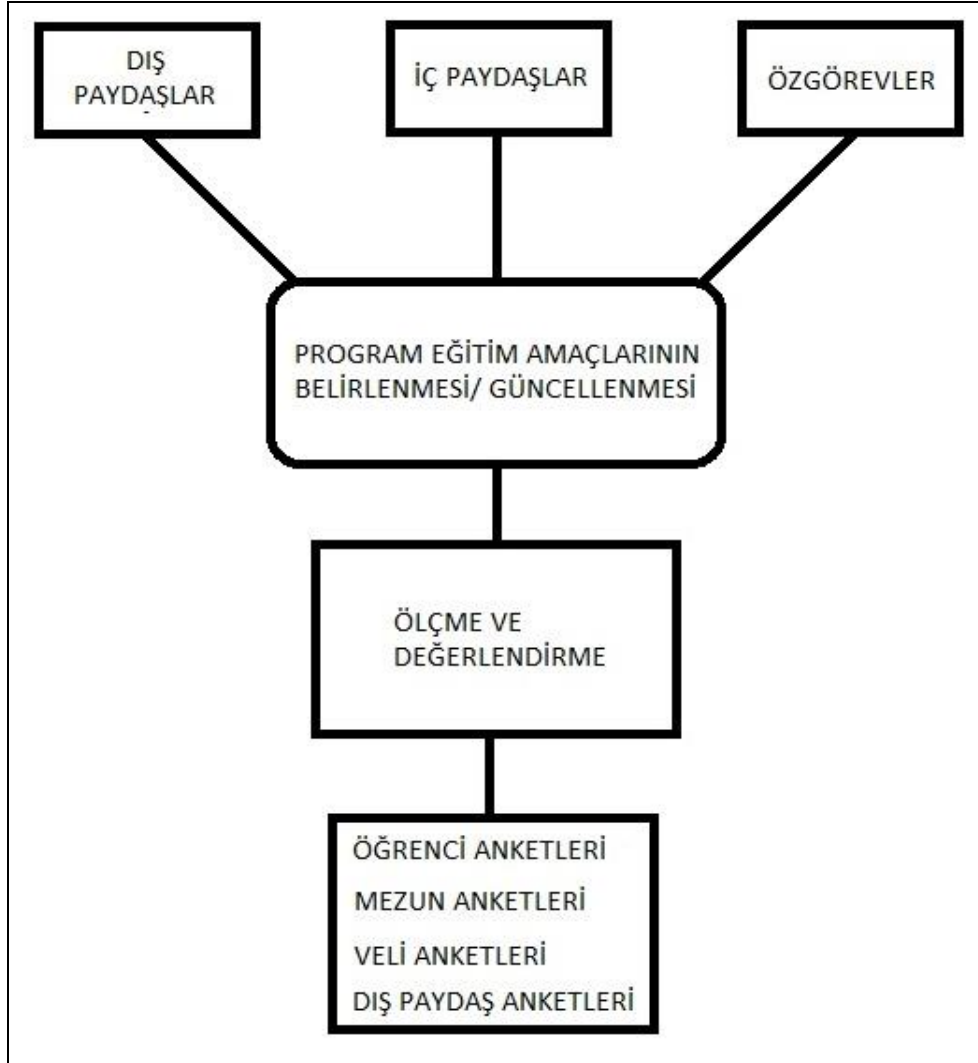 DIŞ
PAYDAŞLAR
İÇ PAYDAŞLAR
ÖZGÖREVLER
PROGRAM EĞİTİM AMAÇLARININ
BELİRLENMESİ/ GÜNCELLENMESİ
ÖLÇME VE
DEĞERLENDİRME
ÖĞRENCİ ANKETLERİ
MEZUN ANKETLERİ
VELİ ANKETLERİ
DIŞ PAYDAŞ ANKETLERİ